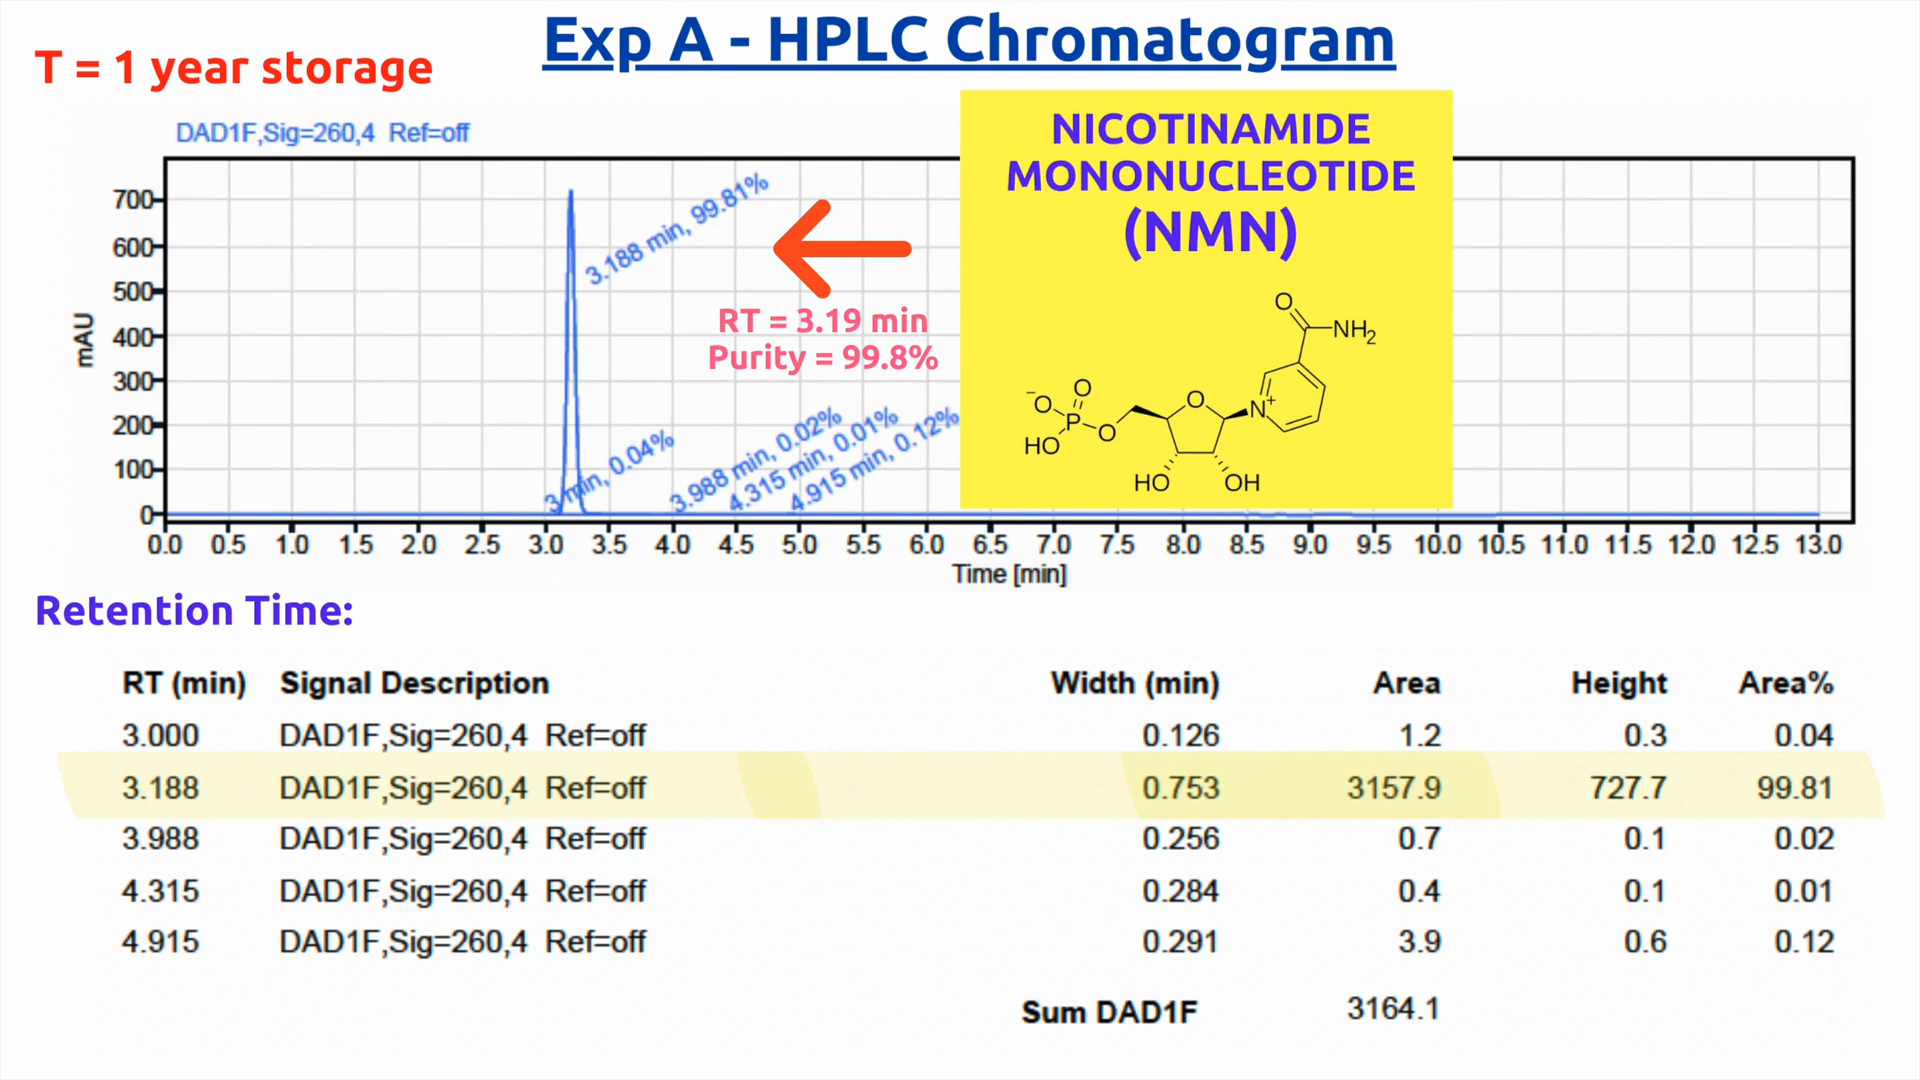 Exp A - HPLC Chromatogram
T = 1 year storage
DAD1F,Sig=260,4 Ref=off
NICOTINAMIDE
MONONUCLEOTIDE
(NMN)
mAU
700
600
500
400
300
200
100
0
3.188 min, 99.81%
RT = 3.19 min
Purity = 99.8%
3 min, 0.04%
3.988 min, 0.02%
4.315 min, 0.01%
4.915 min, 0.12%
O
NH2
O
⁻O
P
O
HO
O
N+
HO
OH
0.0 0.5 1.0 1.5 2.0 2.5 3.0 3.5 4.0 4.5 5.0 5.5 6.0 6.5 7.0 7.5 8.0 8.5 9.0 9.5 10.0 10.5 11.0 11.5 12.0 12.5 13.0
Time [min]
Retention Time:
RT (min) Signal Description Width (min) Area Height Area%
3.000 DAD1F,Sig=260,4 Ref=off 0.126 1.2 0.3 0.04
3.188 DAD1F,Sig=260,4 Ref=off 0.753 3157.9 727.7 99.81
3.988 DAD1F,Sig=260,4 Ref=off 0.256 0.7 0.1 0.02
4.315 DAD1F,Sig=260,4 Ref=off 0.284 0.4 0.1 0.01
4.915 DAD1F,Sig=260,4 Ref=off 0.291 3.9 0.6 0.12
Sum DAD1F 3164.1